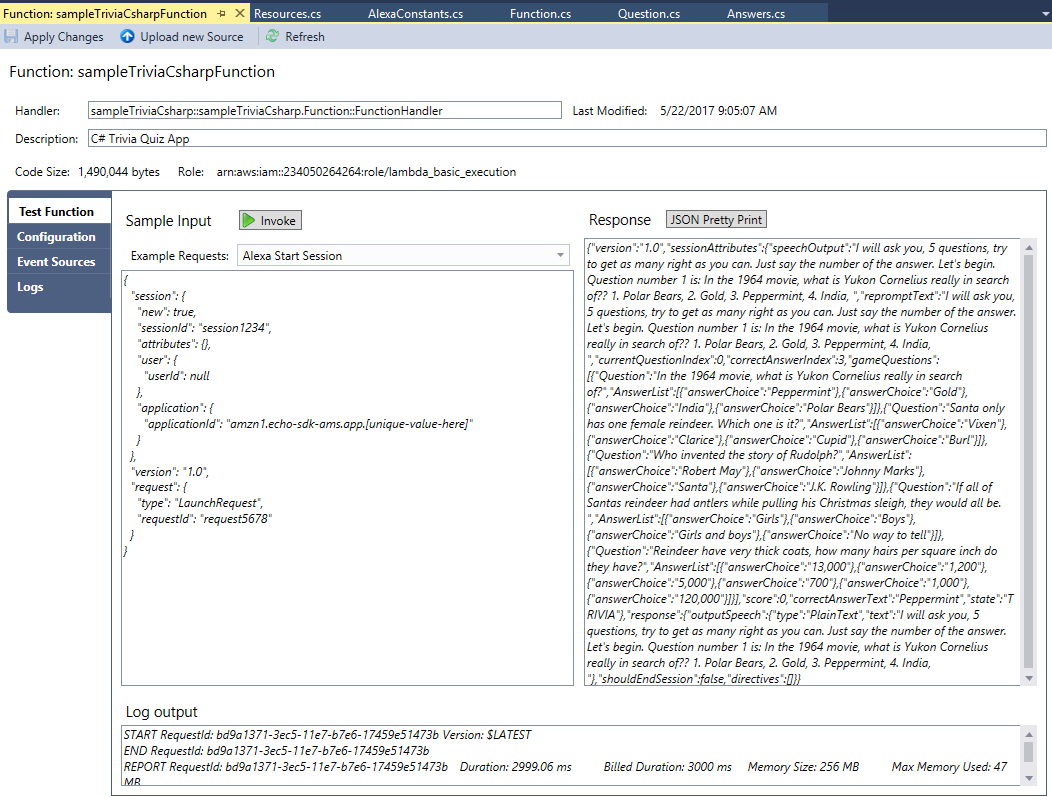 Function: sampleTriviaCsharpFunction
Resources.cs
AlexaConstants.cs
Function.cs
Question.cs
Answers.cs
Apply Changes
Upload new Source
Refresh
Function: sampleTriviaCsharpFunction
Handler:
sampleTriviaCsharp::sampleTriviaCsharp.Function::FunctionHandler
Last Modified:
5/22/2017 9:05:07 AM
Description:
C# Trivia Quiz App
Code Size:
1,490,044 bytes
Role:
arn:aws:iam::234050264264:role/lambda_basic_execution
Test Function
Configuration
Event Sources
Logs
Sample Input
Invoke
Example Requests:
Alexa Start Session
{
"session": {
"new": true,
"sessionId": "session1234",
"attributes": {},
"user": {
"userId": null
},
"application": {
"applicationId": "amzn1.echo-sdk-ams.app.[unique-value-here]"
}
},
"version": "1.0",
"request": {
"type": "LaunchRequest",
"requestId": "request5678"
}
}
Response
JSON Pretty Print
{"version":"1.0","sessionAttributes":{"speechOutput":"I will ask you, 5 questions, try
to get as many right as you can. Just say the number of the answer. Let's begin.
Question number 1 is: In the 1964 movie, what is Yukon Cornelius really in search
of?? 1. Polar Bears, 2. Gold, 3. Peppermint, 4. India, ","repromptText":"I will ask you,
5 questions, try to get as many right as you can. Just say the number of the answer.
Let's begin. Question number 1 is: In the 1964 movie, what is Yukon Cornelius
really in search of?? 1. Polar Bears, 2. Gold, 3. Peppermint, 4. India,
","currentQuestionIndex":0,"correctAnswerIndex":3,"gameQuestions":
[{"Question":"In the 1964 movie, what is Yukon Cornelius really in search
of?","AnswerList":[{"answerChoice":"Peppermint"},{"answerChoice":"Gold"},
{"answerChoice":"India"},{"answerChoice":"Polar Bears"}]},{"Question":"Santa only
has one female reindeer. Which one is it?","AnswerList":[{"answerChoice":"Vixen"},
{"answerChoice":"Clarice"},{"answerChoice":"Cupid"},{"answerChoice":"Burl"}]},
{"Question":"Who invented the story of Rudolph?","AnswerList":
[{"answerChoice":"Robert May"},{"answerChoice":"Johnny Marks"},
{"answerChoice":"Santa"},{"answerChoice":"J.K. Rowling"}]},{"Question":"If all of
Santas reindeer had antlers while pulling his Christmas sleigh, they would all be.
","AnswerList":[{"answerChoice":"Girls"},{"answerChoice":"Boys"},
{"answerChoice":"Girls and boys"},{"answerChoice":"No way to tell"}]},
{"Question":"Reindeer have very thick coats, how many hairs per square inch do
they have?","AnswerList":[{"answerChoice":"13,000"},{"answerChoice":"1,200"},
{"answerChoice":"5,000"},{"answerChoice":"700"},{"answerChoice":"1,000"},
{"answerChoice":"120,000"}]}],"score":0,"correctAnswerText":"Peppermint","state":"T
RIVIA"},"response":{"outputSpeech":{"type":"PlainText","text":"I will ask you, 5
questions, try to get as many right as you can. Just say the number of the answer.
Let's begin. Question number 1 is: In the 1964 movie, what is Yukon Cornelius
really in search of?? 1. Polar Bears, 2. Gold, 3. Peppermint, 4. India,
"},"shouldEndSession":false,"directives":[]}}
Log output
START RequestId: bd9a1371-3ec5-11e7-b7e6-17459e51473b Version: $LATEST
END RequestId: bd9a1371-3ec5-11e7-b7e6-17459e51473b
REPORT RequestId: bd9a1371-3ec5-11e7-b7e6-17459e51473b Duration: 2999.06 ms Billed Duration: 3000 ms Memory Size: 256 MB Max Memory Used: 47
MB